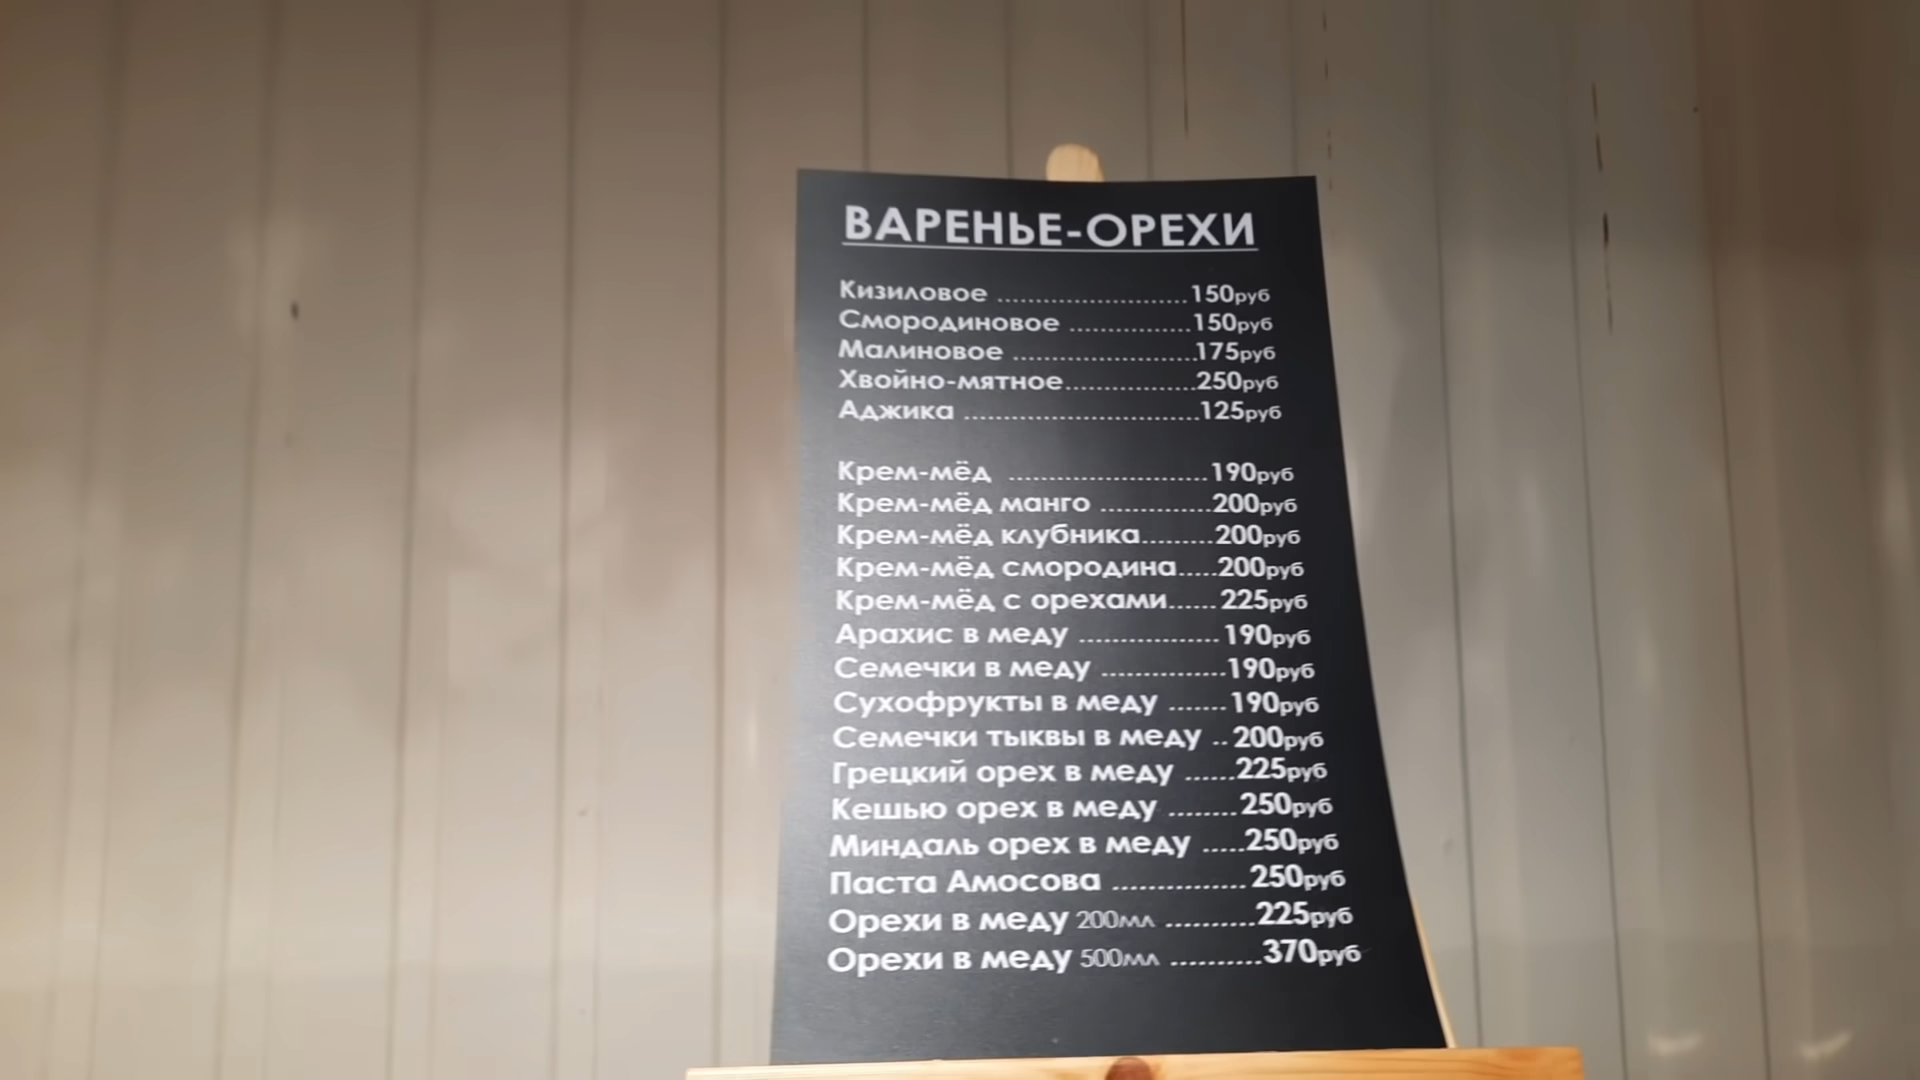 ВАРЕНЬЕ-ОРЕХИ
Кизиловое ........................150руб
Смородиновое ...............150руб
Малиновое .......................175руб
Хвойно-мятное.................250руб
Аджика .............................125руб
Крем-мёд .........................190руб
Крем-мёд манго ..............200руб
Крем-мёд клубника.........200руб
Крем-мёд смородина.....200руб
Крем-мёд с орехами...... 225руб
Арахис в меду .................. 190руб
Семечки в меду ................190руб
Сухофрукты в меду ....... 190руб
Семечки тыквы в меду .. 200руб
Грецкий орех в меду ......225руб
Кешью орех в меду ........ 250руб
Миндаль орех в меду .....250руб
Паста Амосова ............... 250руб
Орехи в меду 200мл ..........225руб
Орехи в меду 500мл ..........370руб